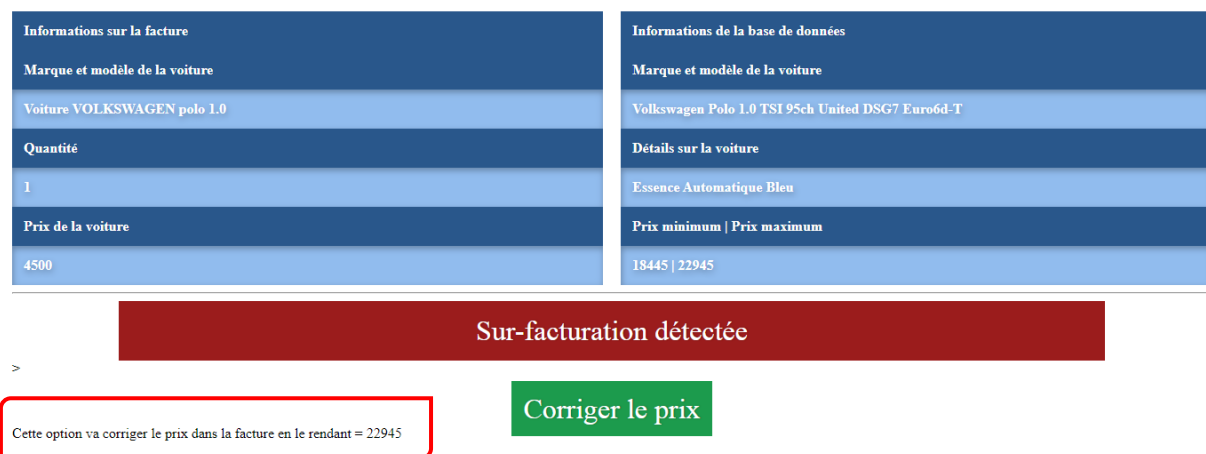 Informations sur la facture
Marque et modèle de la voiture
Voiture VOLKSWAGEN polo 1.0
Quantité
1
Prix de la voiture
4500
Informations de la base de données
Marque et modèle de la voiture
Volkswagen Polo 1.0 TSI 95ch United DSG7 Euro6d-T
Détails sur la voiture
Essence Automatique Bleu
Prix minimum | Prix maximum
18445 | 22945
Sur-facturation détectée
>
Corriger le prix
Cette option va corriger le prix dans la facture en le rendant = 22945